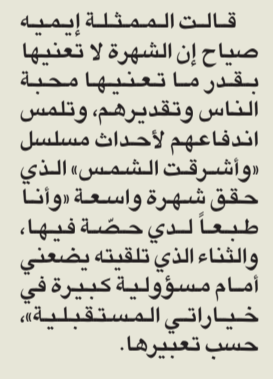 قالت الممثلة إيميه
صياح إن الشهرة لا تعنيها
بقدر ما تعنيها محبة
الناس وتقديرهم، وتلمس
اندفاعهم لأحداث مسلسل
«وأشرقت الشمس» الذي
حقق شهرة واسعة «وأنا
طبعاً لدي حصّة فيها،
والثناء الذي تلقيته يضعني
أمام مسؤولية كبيرة في
خياراتي المستقبلية»،
حسب تعبيرها.